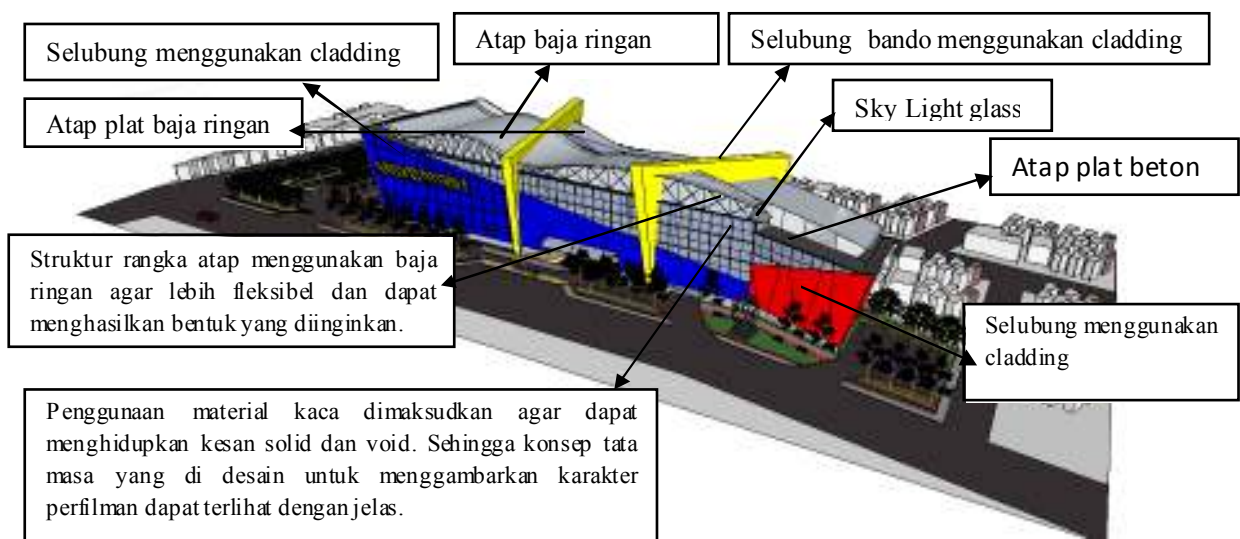 Selubung menggunakan cladding
Atap baja ringan
Selubung bando menggunakan cladding
Atap plat baja ringan
Sky Light glass
Atap plat beton
Struktur rangka atap menggunakan baja
ringan agar lebih fleksibel dan dapat
menghasilkan bentuk yang diinginkan.
Selubung menggunakan
cladding
Penggunaan material kaca dimaksudkan agar dapat
menghidupkan kesan solid dan void. Sehingga konsep tata
masa yang di desain untuk menggambarkan karakter
perfilman dapat terlihat dengan jelas.